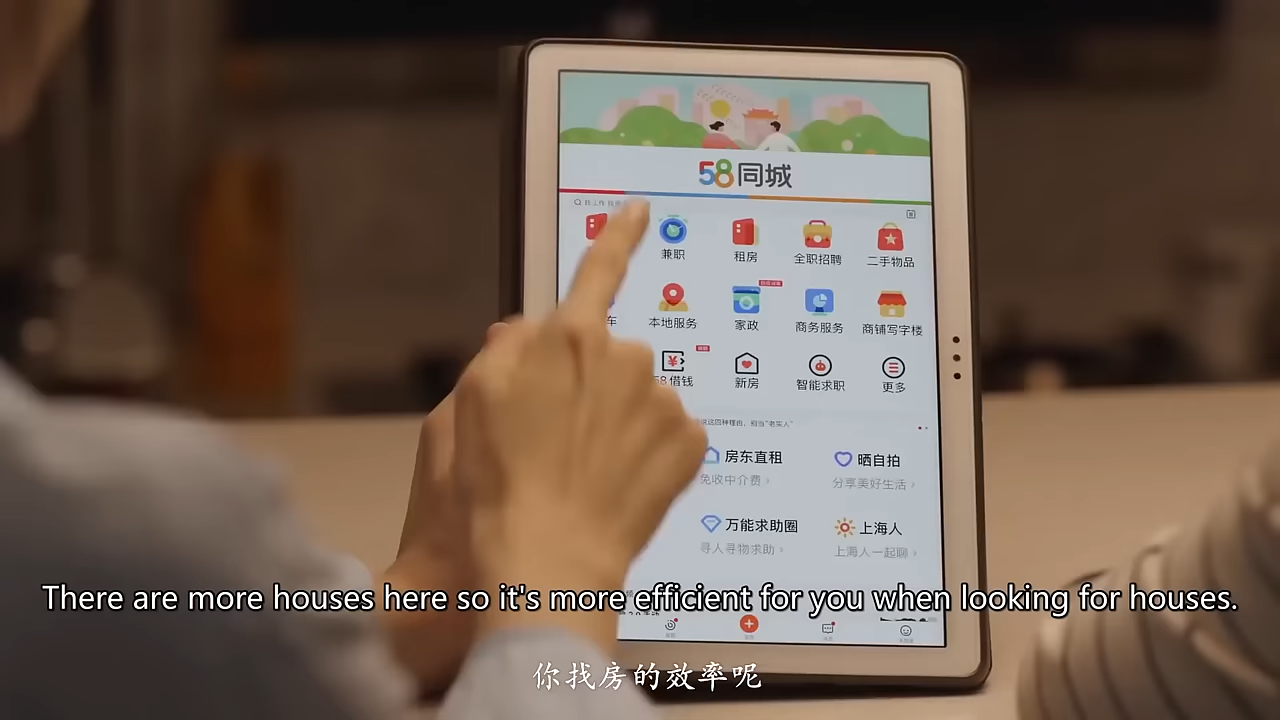 58同城
兼职
租房
全职招聘
二手物品
车
本地服务
家政
商务服务
商铺写字楼
58借钱
新房
智能求职
更多
房东直租
晒自拍
免收中介费 ›
分享美好生活 ›
万能求助圈
上海人
寻人寻物求助 ›
上海人一起聊 ›
There are more houses here so it's more efficient for you when looking for houses.
你找房的效率呢